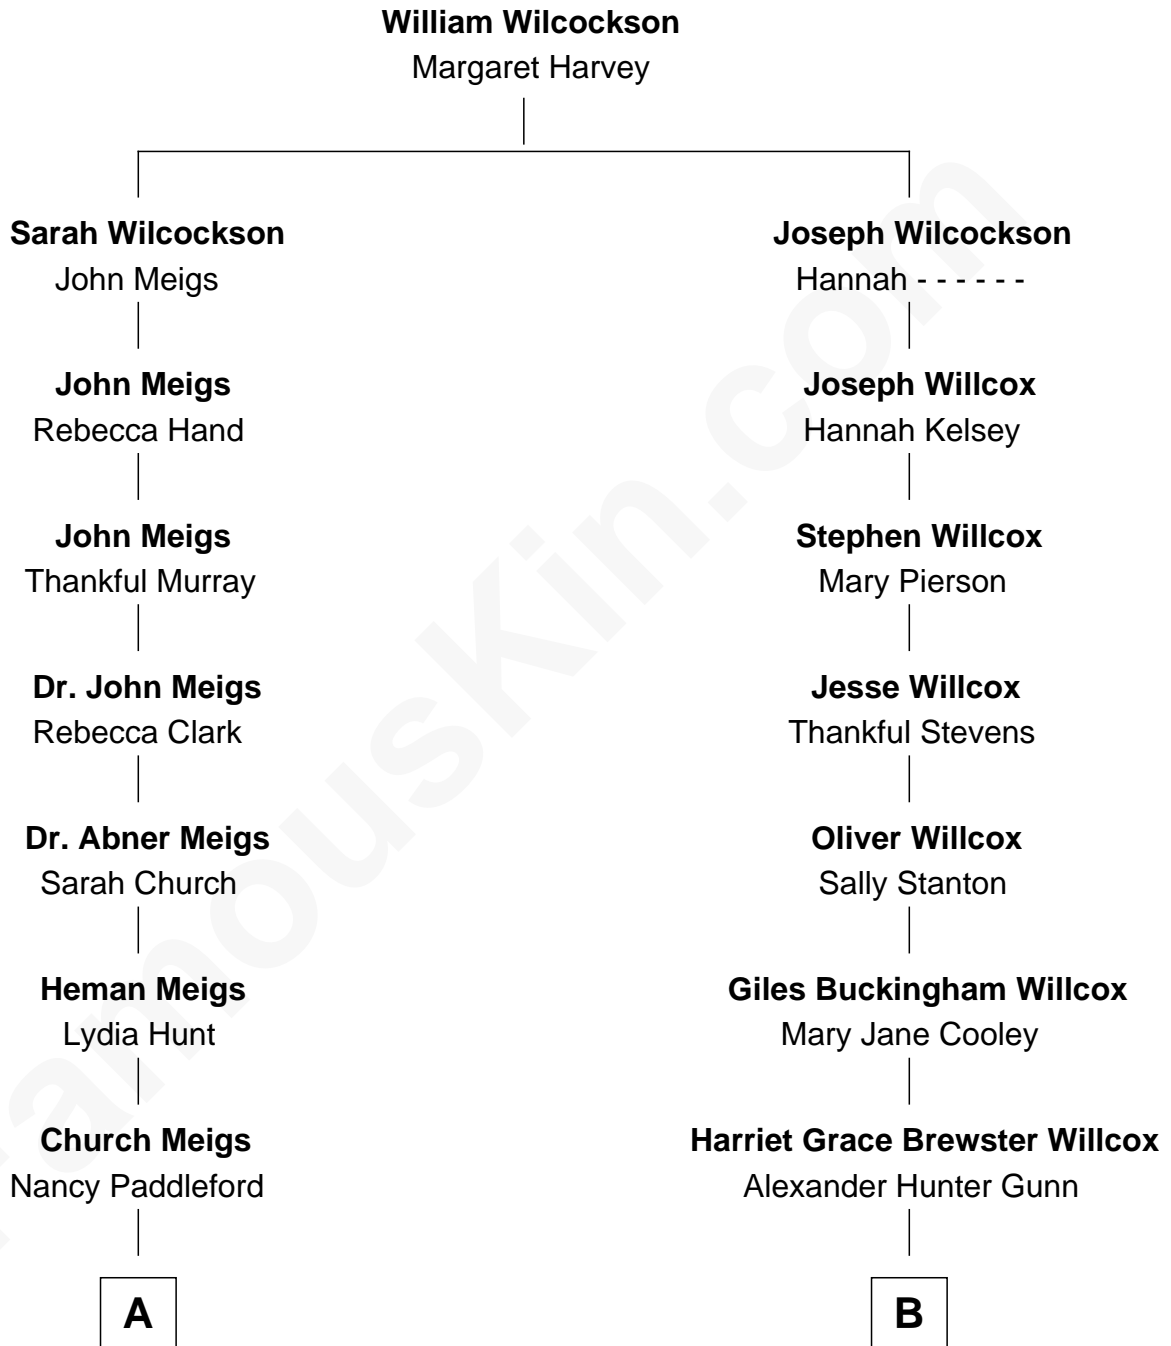 William Wilcockson
Margaret Harvey
Sarah Wilcockson
John Meigs
Joseph Wilcockson
Hannah - - - - - -
John Meigs
Rebecca Hand
Joseph Willcox
Hannah Kelsey
John Meigs
Thankful Murray
Stephen Willcox
Mary Pierson
Dr. John Meigs
Rebecca Clark
Jesse Willcox
Thankful Stevens
Dr. Abner Meigs
Sarah Church
Oliver Willcox
Sally Stanton
Heman Meigs
Lydia Hunt
Giles Buckingham Willcox
Mary Jane Cooley
Church Meigs
Nancy Paddleford
Harriet Grace Brewster Willcox
Alexander Hunter Gunn
A
B
FamousKin.com